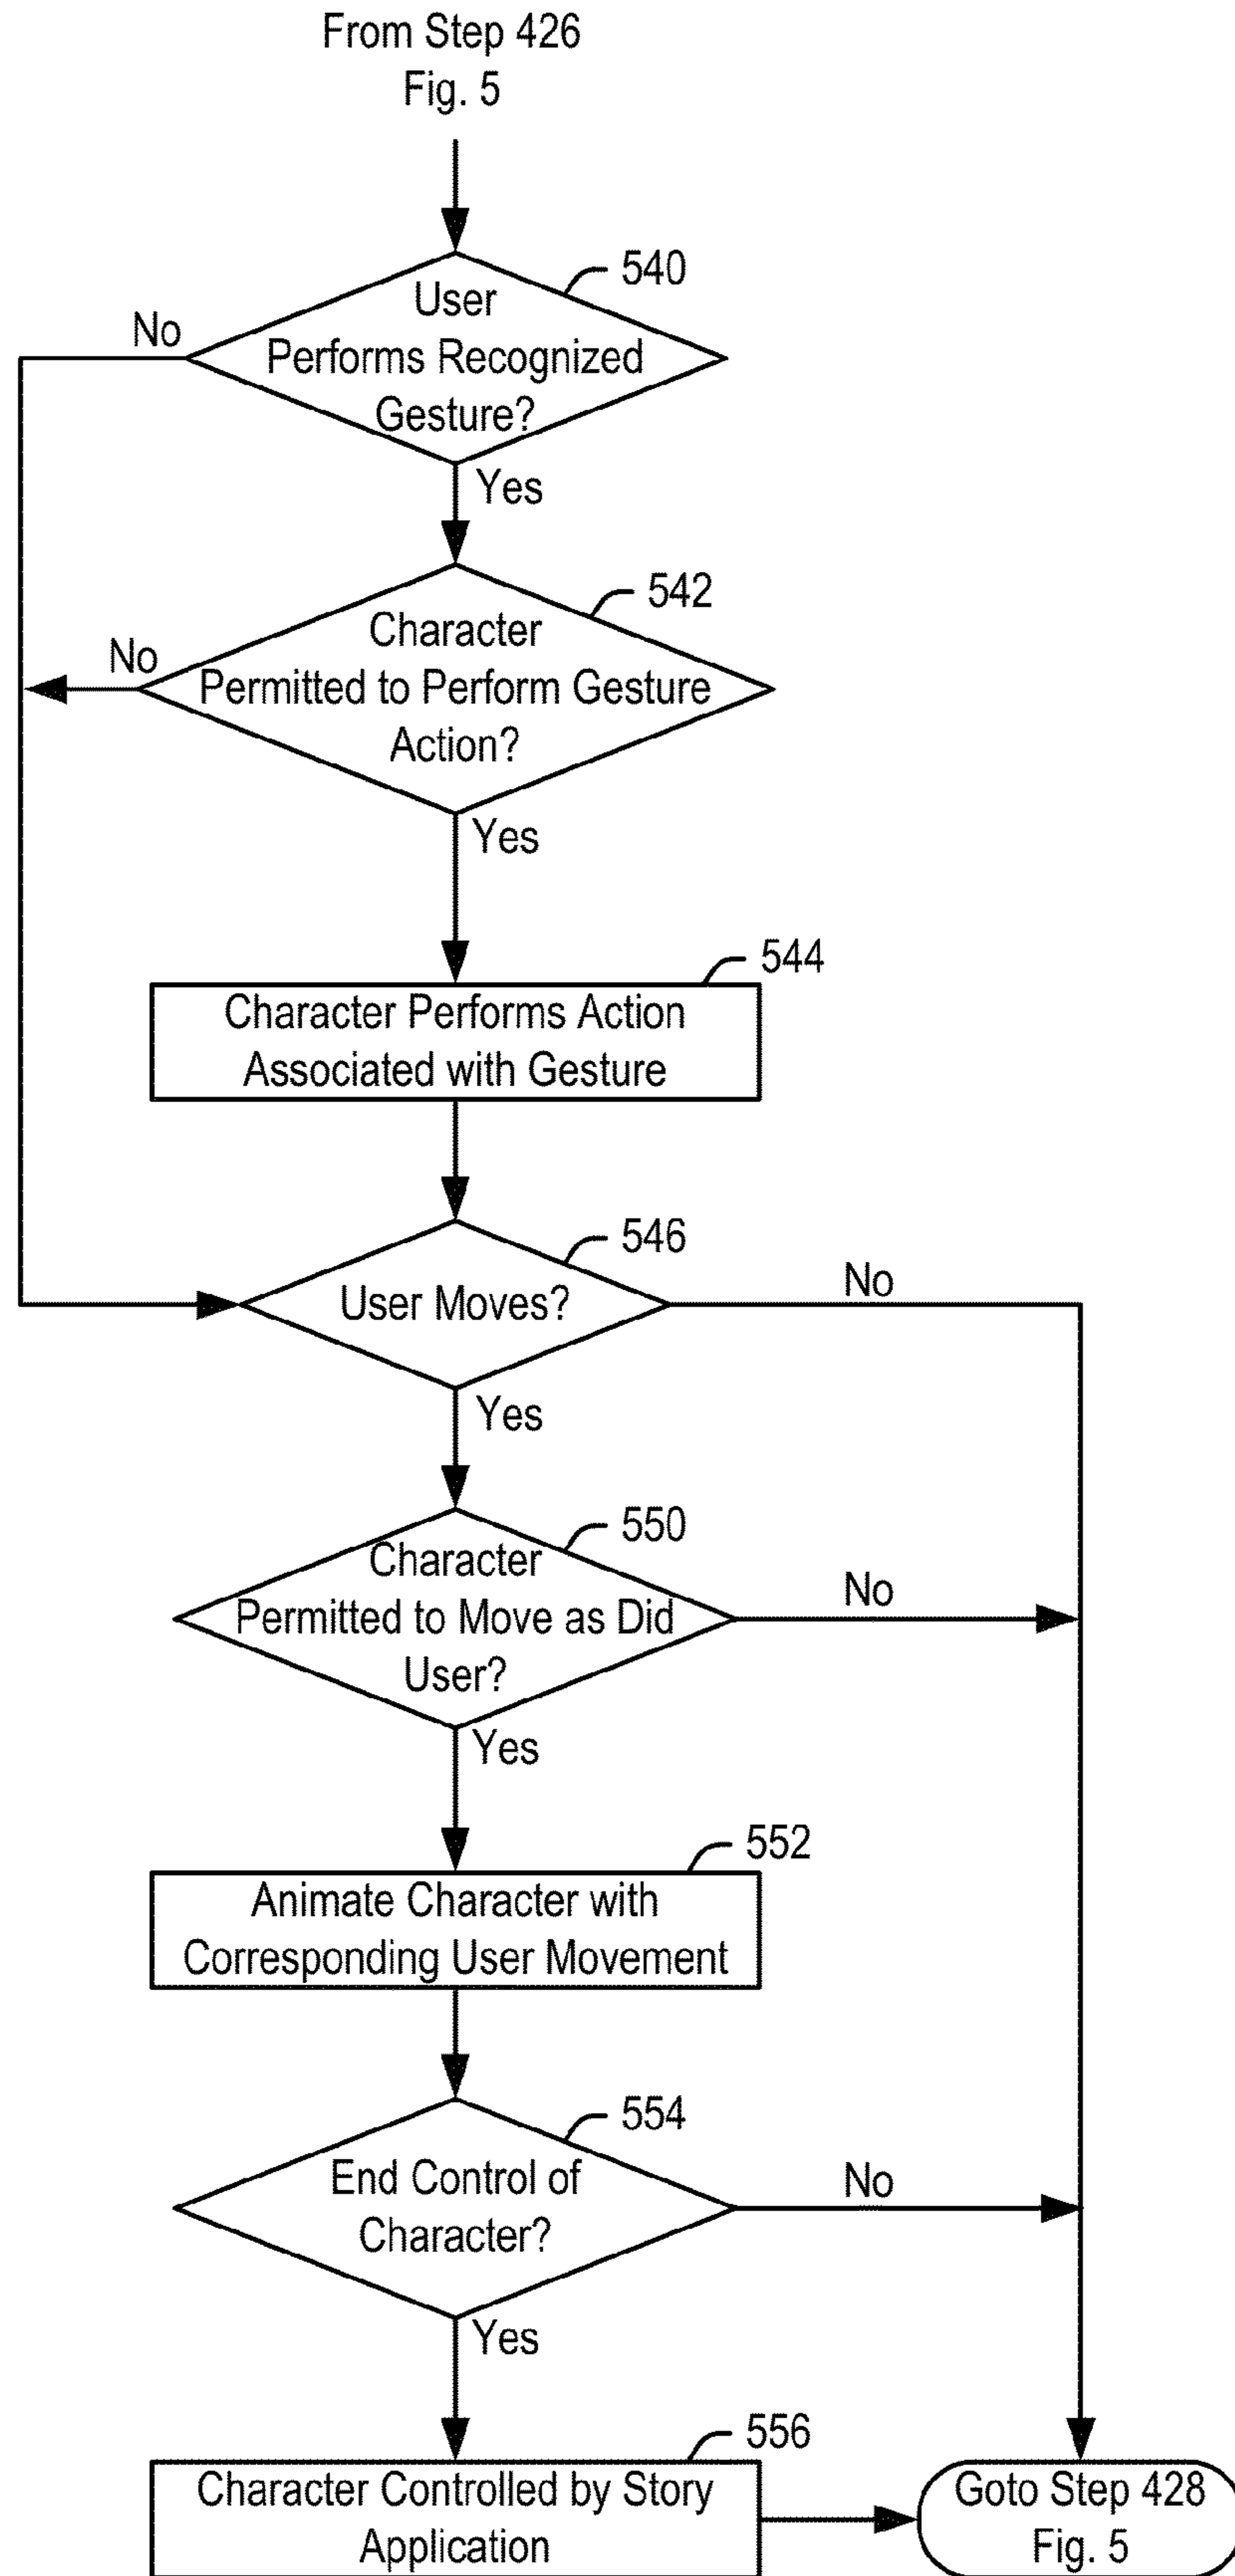 From Step 426
Fig. 5
540
User
Performs Recognized
Gesture?
No
Yes
542
Character
Permitted to Perform Gesture
Action?
No
Yes
544
Character Performs Action
Associated with Gesture
546
User Moves?
No
Yes
550
Character
Permitted to Move as Did
User?
No
Yes
552
Animate Character with
Corresponding User Movement
554
End Control of
Character?
No
Yes
556
Character Controlled by Story
Application
Goto Step 428
Fig. 5